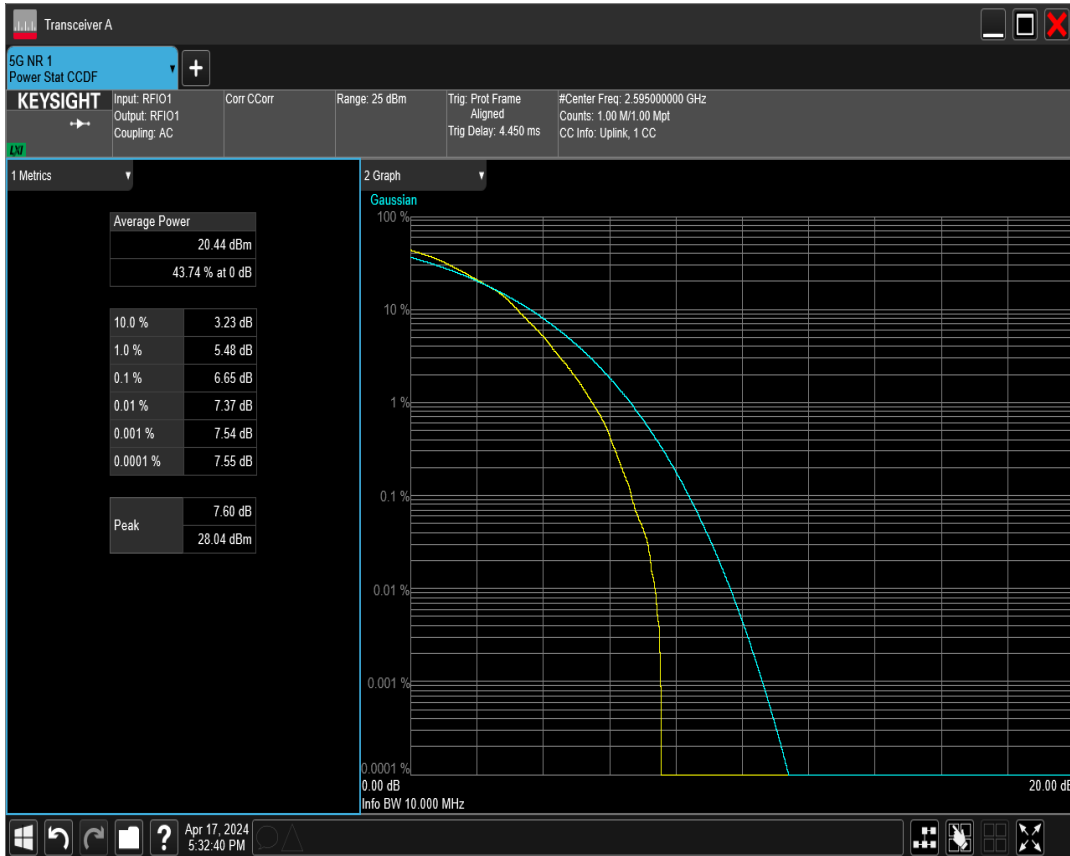 Transceiver A
5G NR 1
Power Stat CCDF
KEYSIGHT
LXI
Input: RFIO1
Output: RFIO1
Coupling: AC
Corr CCorr
Range: 25 dBm
Trig: Prot Frame
Aligned
Trig Delay: 4.450 ms
#Center Freq: 2.595000000 GHz
Counts: 1.00 M/1.00 Mpt
CC Info: Uplink, 1 CC
1 Metrics
Average Power
20.44 dBm
43.74 % at 0 dB
10.0 % 3.23 dB
1.0 % 5.48 dB
0.1 % 6.65 dB
0.01 % 7.37 dB
0.001 % 7.54 dB
0.0001 % 7.55 dB
Peak 7.60 dB
28.04 dBm
2 Graph
Gaussian
100 %
10 %
1 %
0.1 %
0.01 %
0.001 %
0.0001 %
0.00 dB 20.00 dB
Info BW 10.000 MHz
? Apr 17, 2024
5:32:40 PM